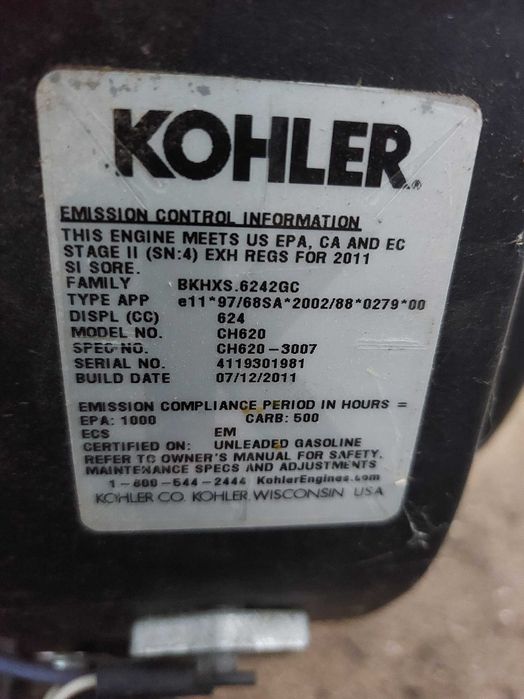 KOHLER®
EMISSION CONTROL INFORMATION
THIS ENGINE MEETS US EPA, CA AND EC
STAGE II (SN:4) EXH REGS FOR 2011
SI SORE.
FAMILY BKHXS.6242GC
TYPE APP e11*97/68SA*2002/88*0279*00
DISPL (CC) 624
MODEL NO. CH620
SPEC NO. CH620-3007
SERIAL NO. 4119301981
BUILD DATE 07/12/2011
EMISSION COMPLIANCE PERIOD IN HOURS =
EPA: 1000 CARB: 500
ECS EM
CERTIFIED ON: UNLEADED GASOLINE
REFER TO OWNER'S MANUAL FOR SAFETY,
MAINTENANCE SPECS AND ADJUSTMENTS
1-800-544-2444 KohlerEngines.com
KOHLER CO. KOHLER, WISCONSIN USA